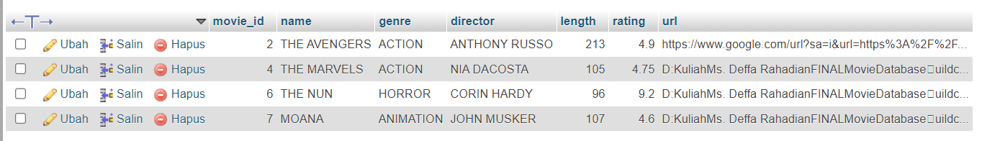 ←T→ movie_id name genre director length rating url
Ubah Salin Hapus 2 THE AVENGERS ACTION ANTHONY RUSSO 213 4.9 https://www.google.com/url?sa=i&url=https%3A%2F%2F...
Ubah Salin Hapus 4 THE MARVELS ACTION NIA DACOSTA 105 4.75 D:KuliahMs. Deffa RahadianFINALMovieDatabase□uildc...
Ubah Salin Hapus 6 THE NUN HORROR CORIN HARDY 96 9.2 D:KuliahMs. Deffa RahadianFINALMovieDatabase□uildc...
Ubah Salin Hapus 7 MOANA ANIMATION JOHN MUSKER 107 4.6 D:KuliahMs. Deffa RahadianFINALMovieDatabase□uildc...